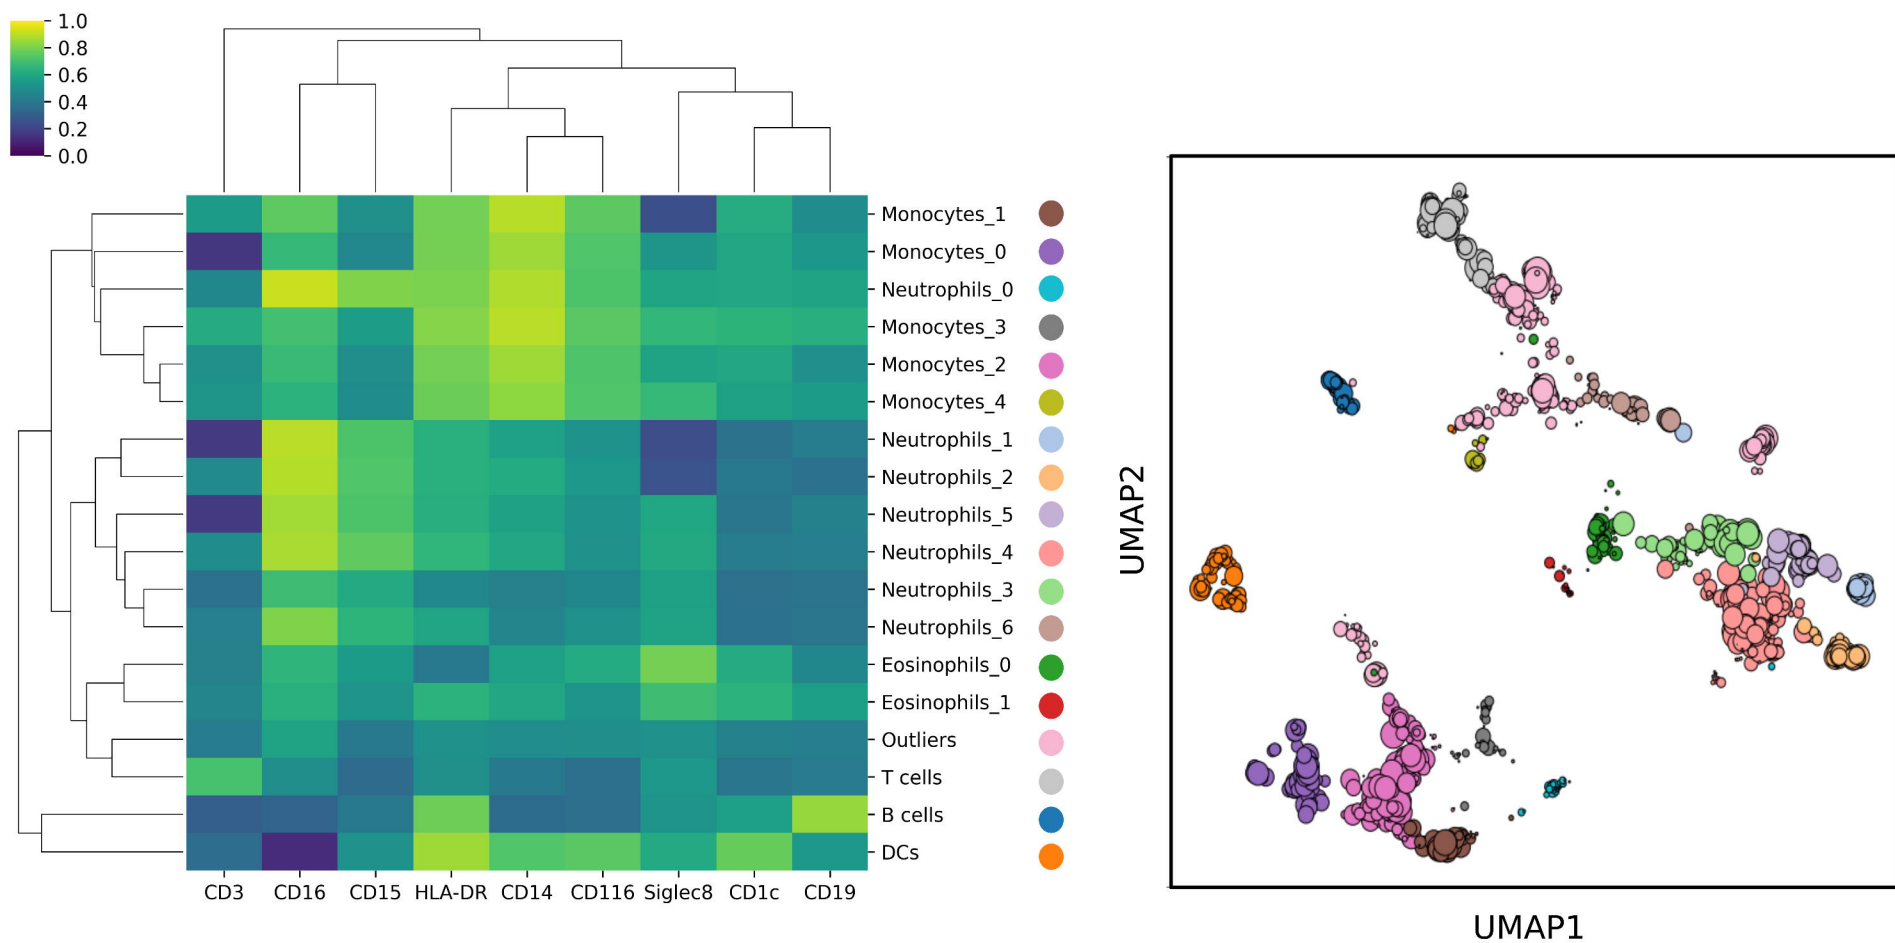 1.0
0.8
0.6
0.4
0.2
0.0
Monocytes_1
Monocytes_0
Neutrophils_0
Monocytes_3
Monocytes_2
Monocytes_4
Neutrophils_1
Neutrophils_2
Neutrophils_5
Neutrophils_4
Neutrophils_3
Neutrophils_6
Eosinophils_0
Eosinophils_1
Outliers
T cells
B cells
DCs
CD3 CD16 CD15 HLA-DR CD14 CD116 Siglec8 CD1c CD19
UMAP2
UMAP1